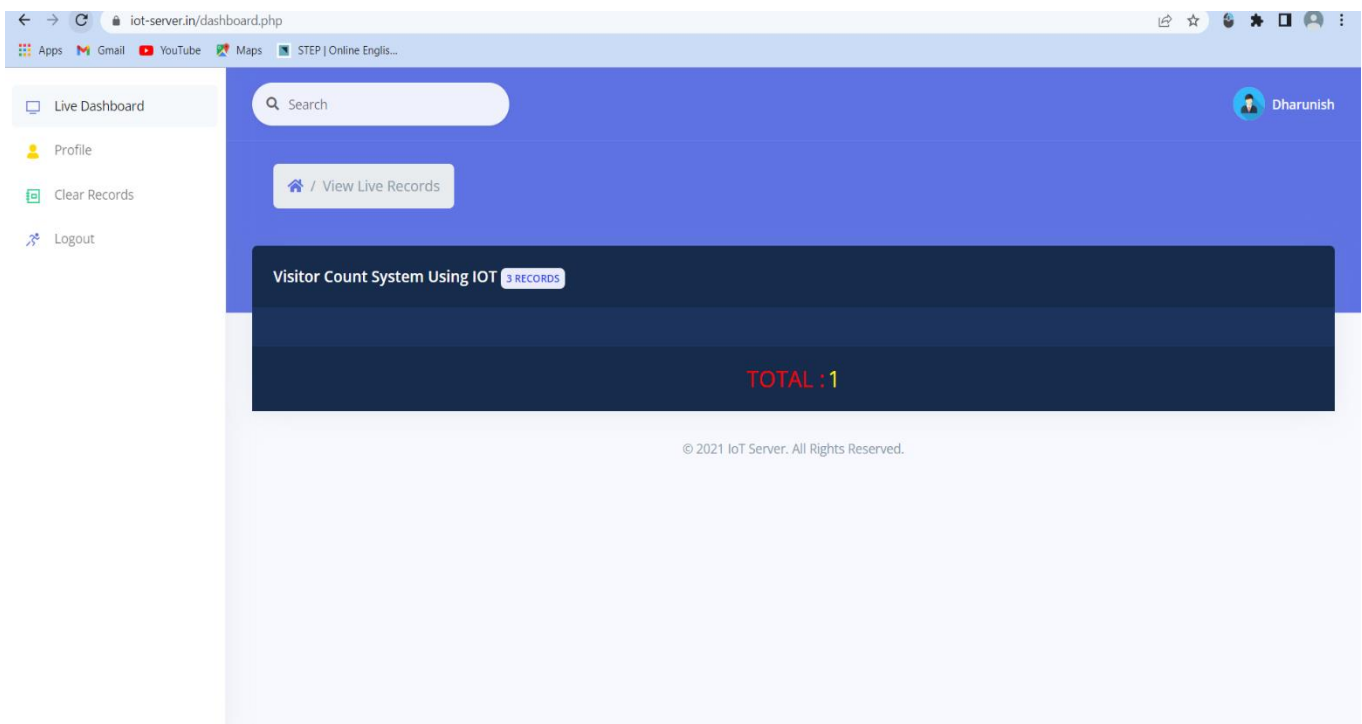 iot-server.in/dashboard.php
Apps Gmail YouTube Maps STEP | Online Englis...
Live Dashboard
Profile
Clear Records
Logout
Search
Dharunish
/ View Live Records
Visitor Count System Using IOT 3 RECORDS
TOTAL : 1
© 2021 IoT Server. All Rights Reserved.